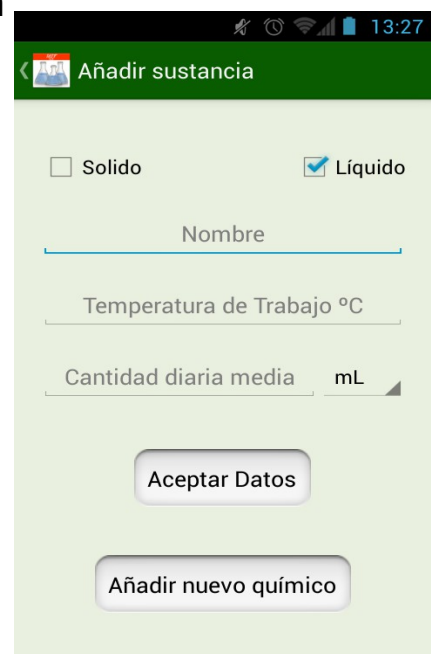 13:27
Añadir sustancia
Solido Líquido
Nombre
Temperatura de Trabajo ºC
Cantidad diaria media mL
Aceptar Datos
Añadir nuevo químico